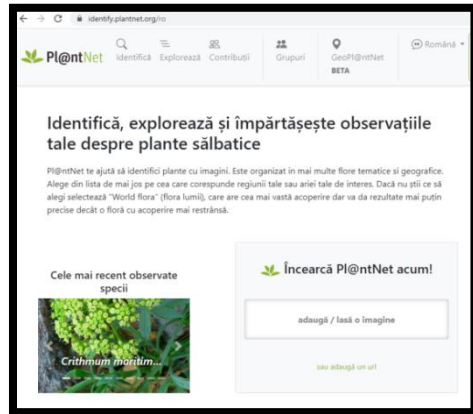 identify.plantnet.org/ro
Pl@ntNet
Identifică
Explorează
Contribuții
Grupuri
GeoPl@ntNet
BETA
Română
Identifică, explorează și împărtășește observațiile
tale despre plante sălbatice
Pl@ntNet te ajută să identifici plante cu imagini. Este organizat in mai multe flore tematice si geografice.
Alege din lista de mai jos pe cea care corespunde regiunii tale sau ariei tale de interes. Dacă nu știi ce să
alegi selectează "World flora" (flora lumii), care are cea mai vastă acoperire dar va da rezultate mai puțin
precise decât o floră cu acoperire mai restrânsă.
Cele mai recent observate
specii
Crithmum maritim...
Încearcă Pl@ntNet acum!
adaugă / lasă o imagine
sau adaugă un url